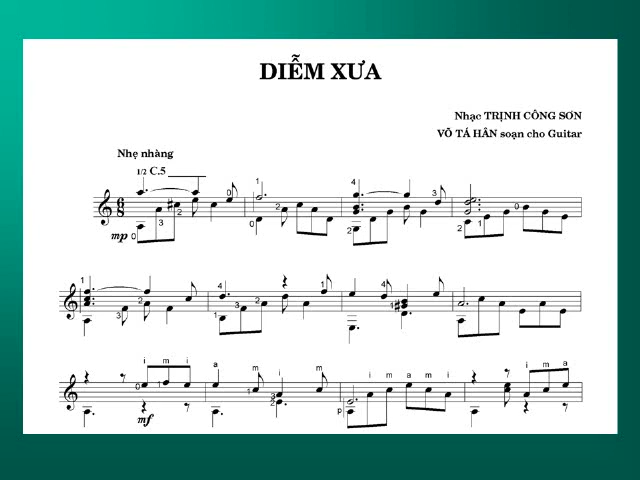 DIỄM XƯA
Nhạc TRỊNH CÔNG SƠN
VÕ TÁ HÂN soạn cho Guitar
Nhẹ nhàng
1/2 C.5
mp
i m i a m i a m i p i a m a m i i m a
mf